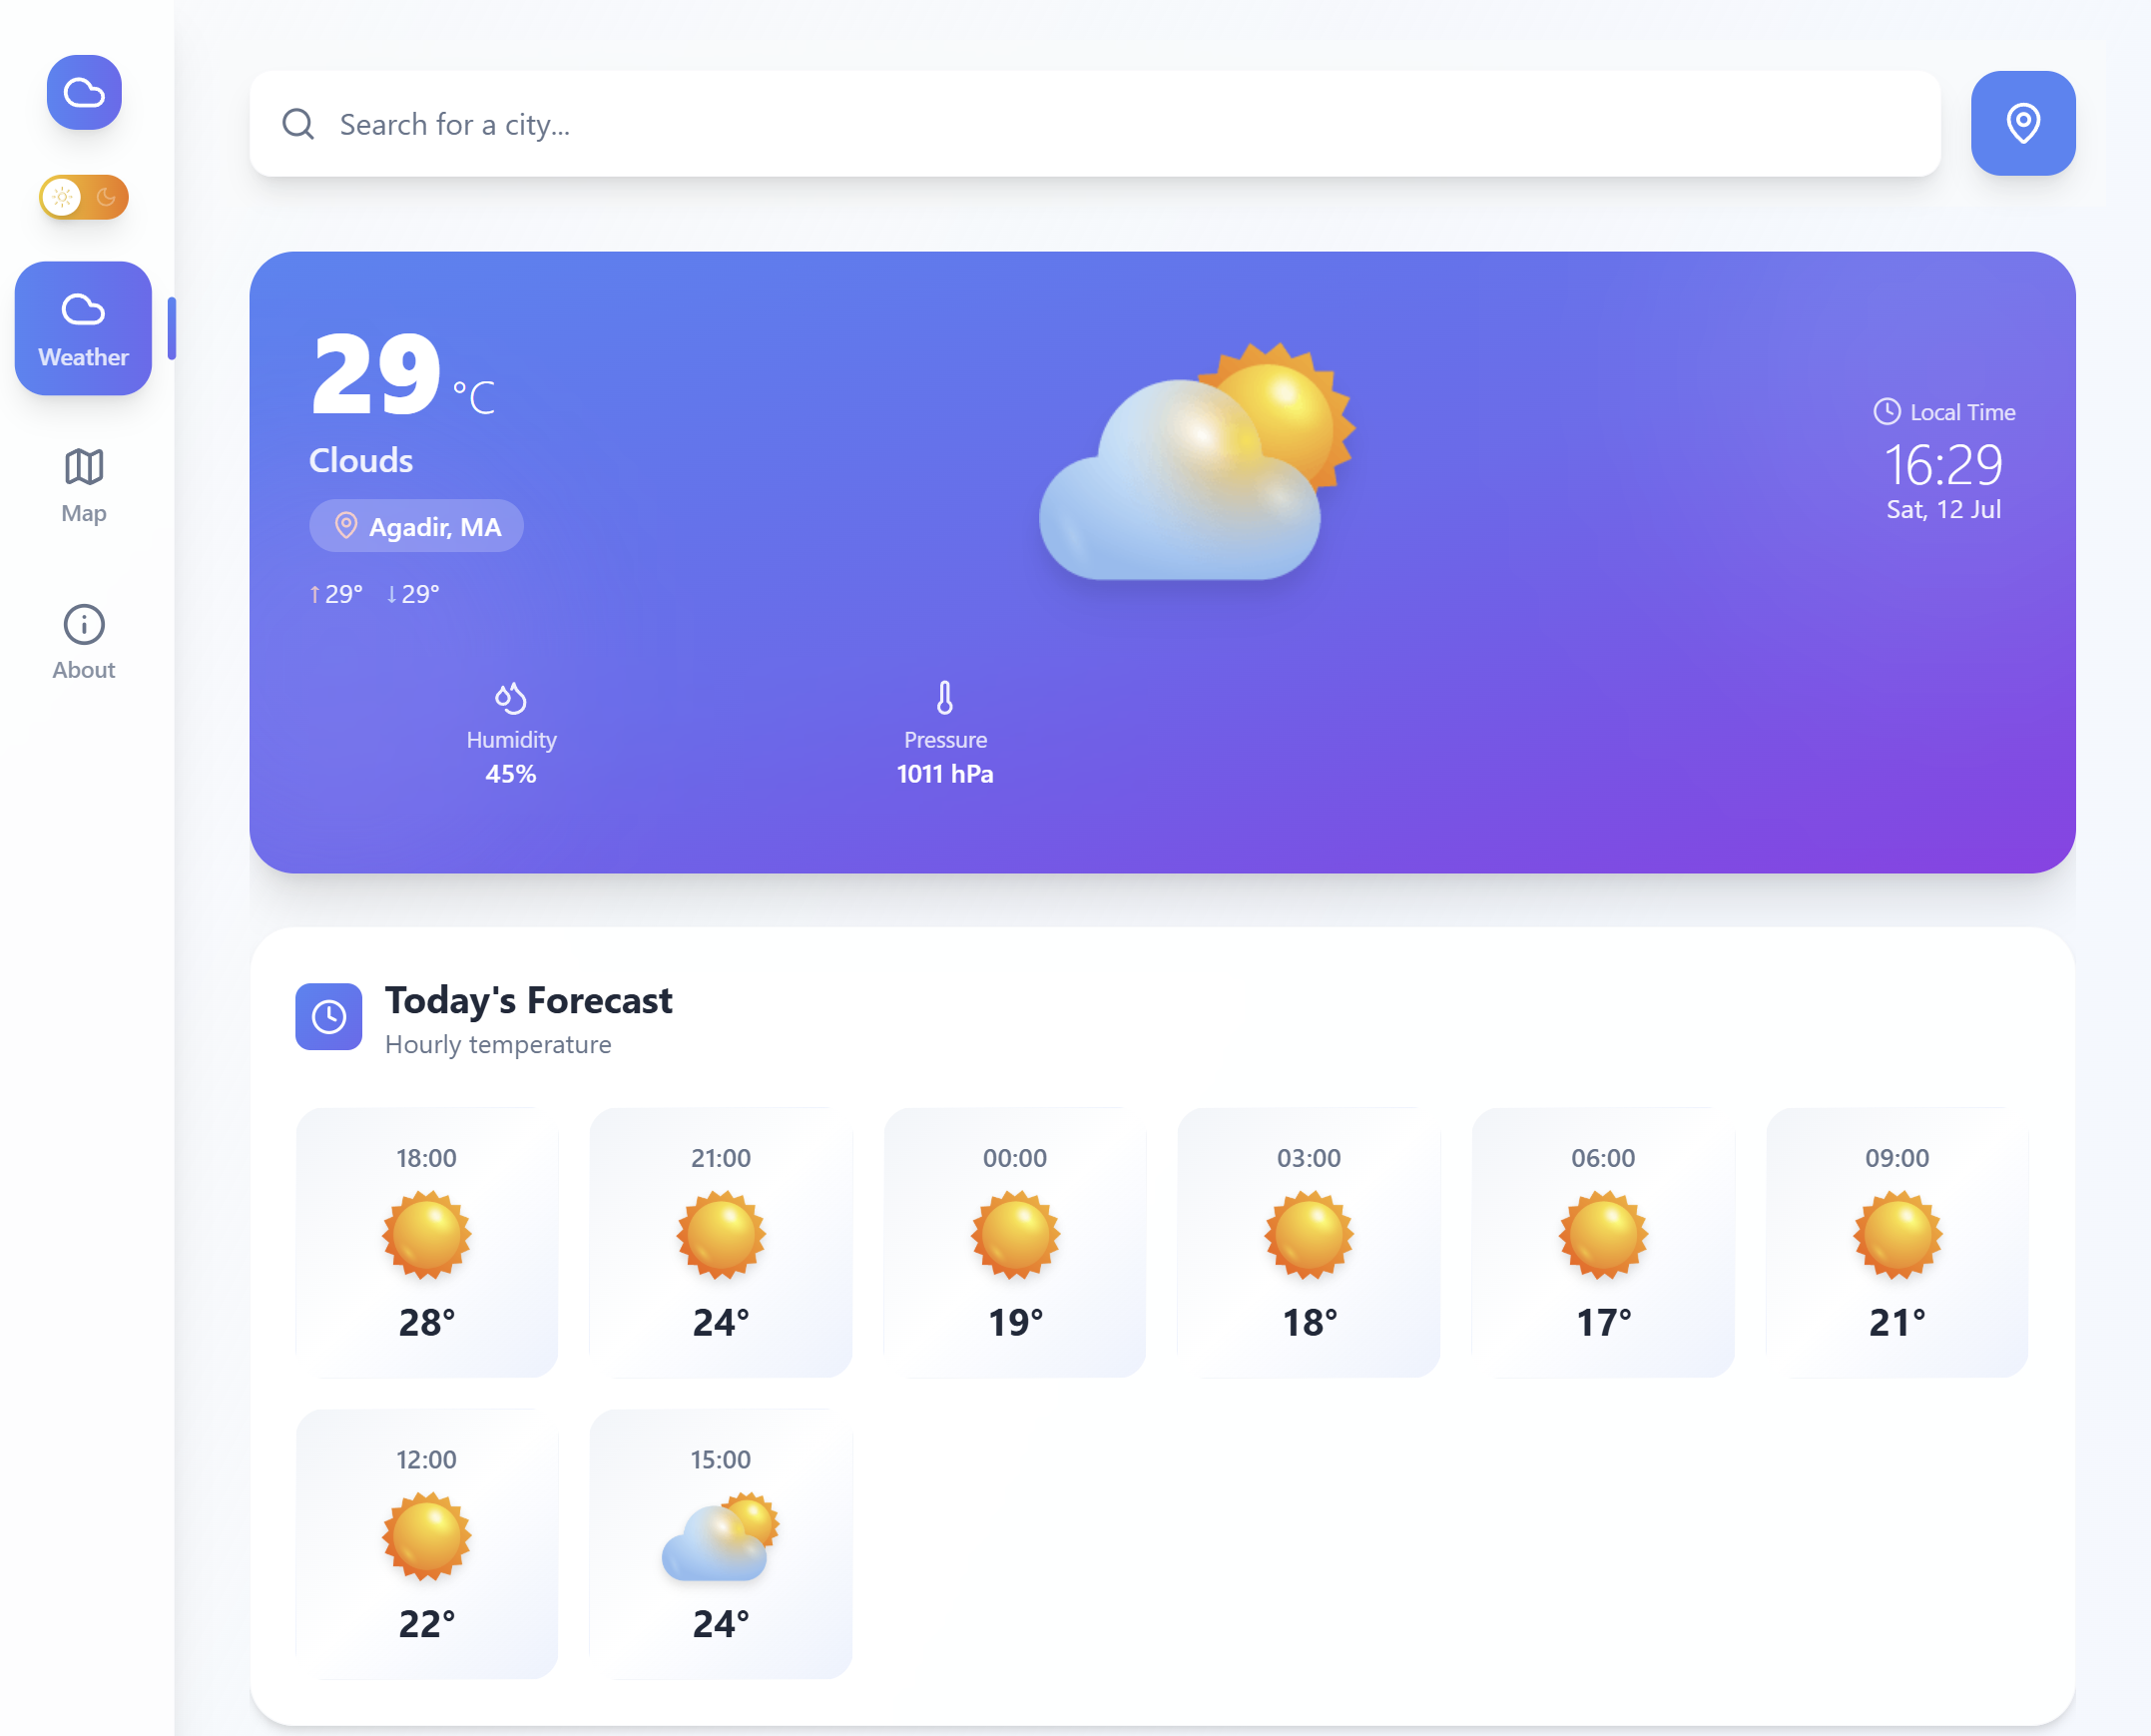 Search for a city...
Weather
Map
About
29 °C
Clouds
Agadir, MA
↑29° ↓29°
Local Time
16:29
Sat, 12 Jul
Humidity
45%
Pressure
1011 hPa
Today's Forecast
Hourly temperature
18:00
28°
21:00
24°
00:00
19°
03:00
18°
06:00
17°
09:00
21°
12:00
22°
15:00
24°